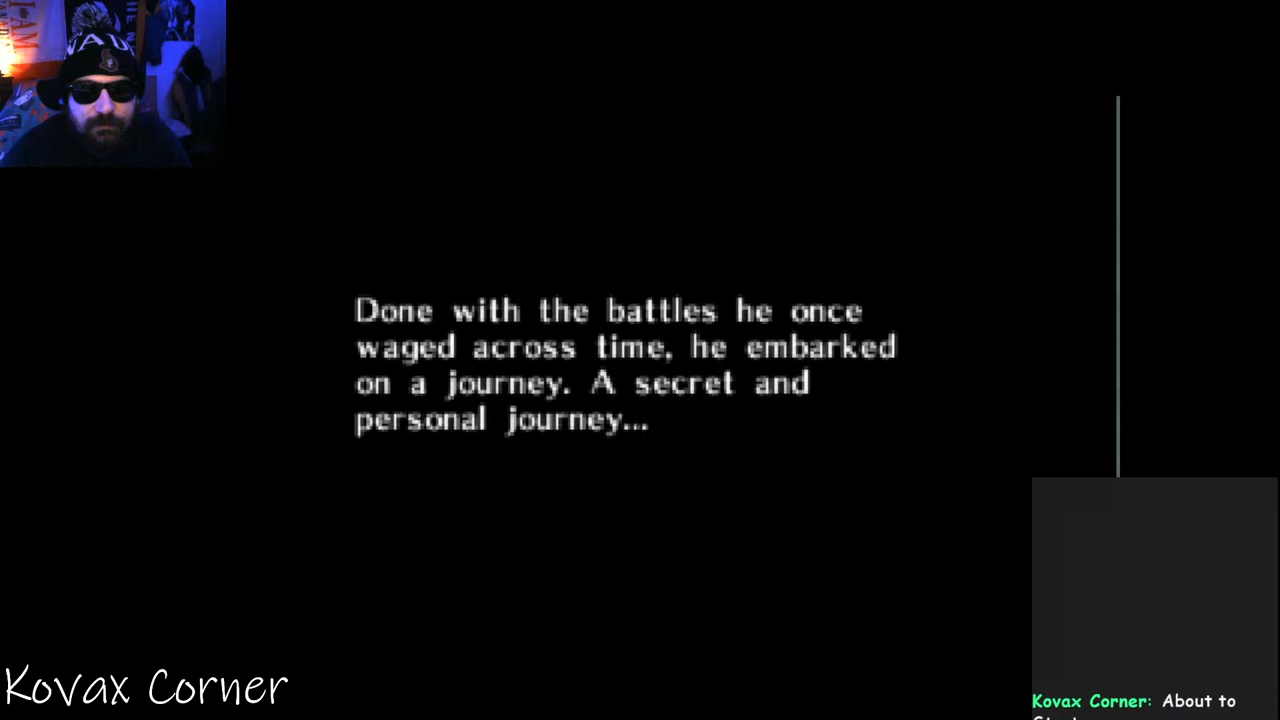 Done with the battles he once
waged across time, he embarked
on a journey. A secret and
personal journey...
Kovax Corner
Kovax Corner: About to